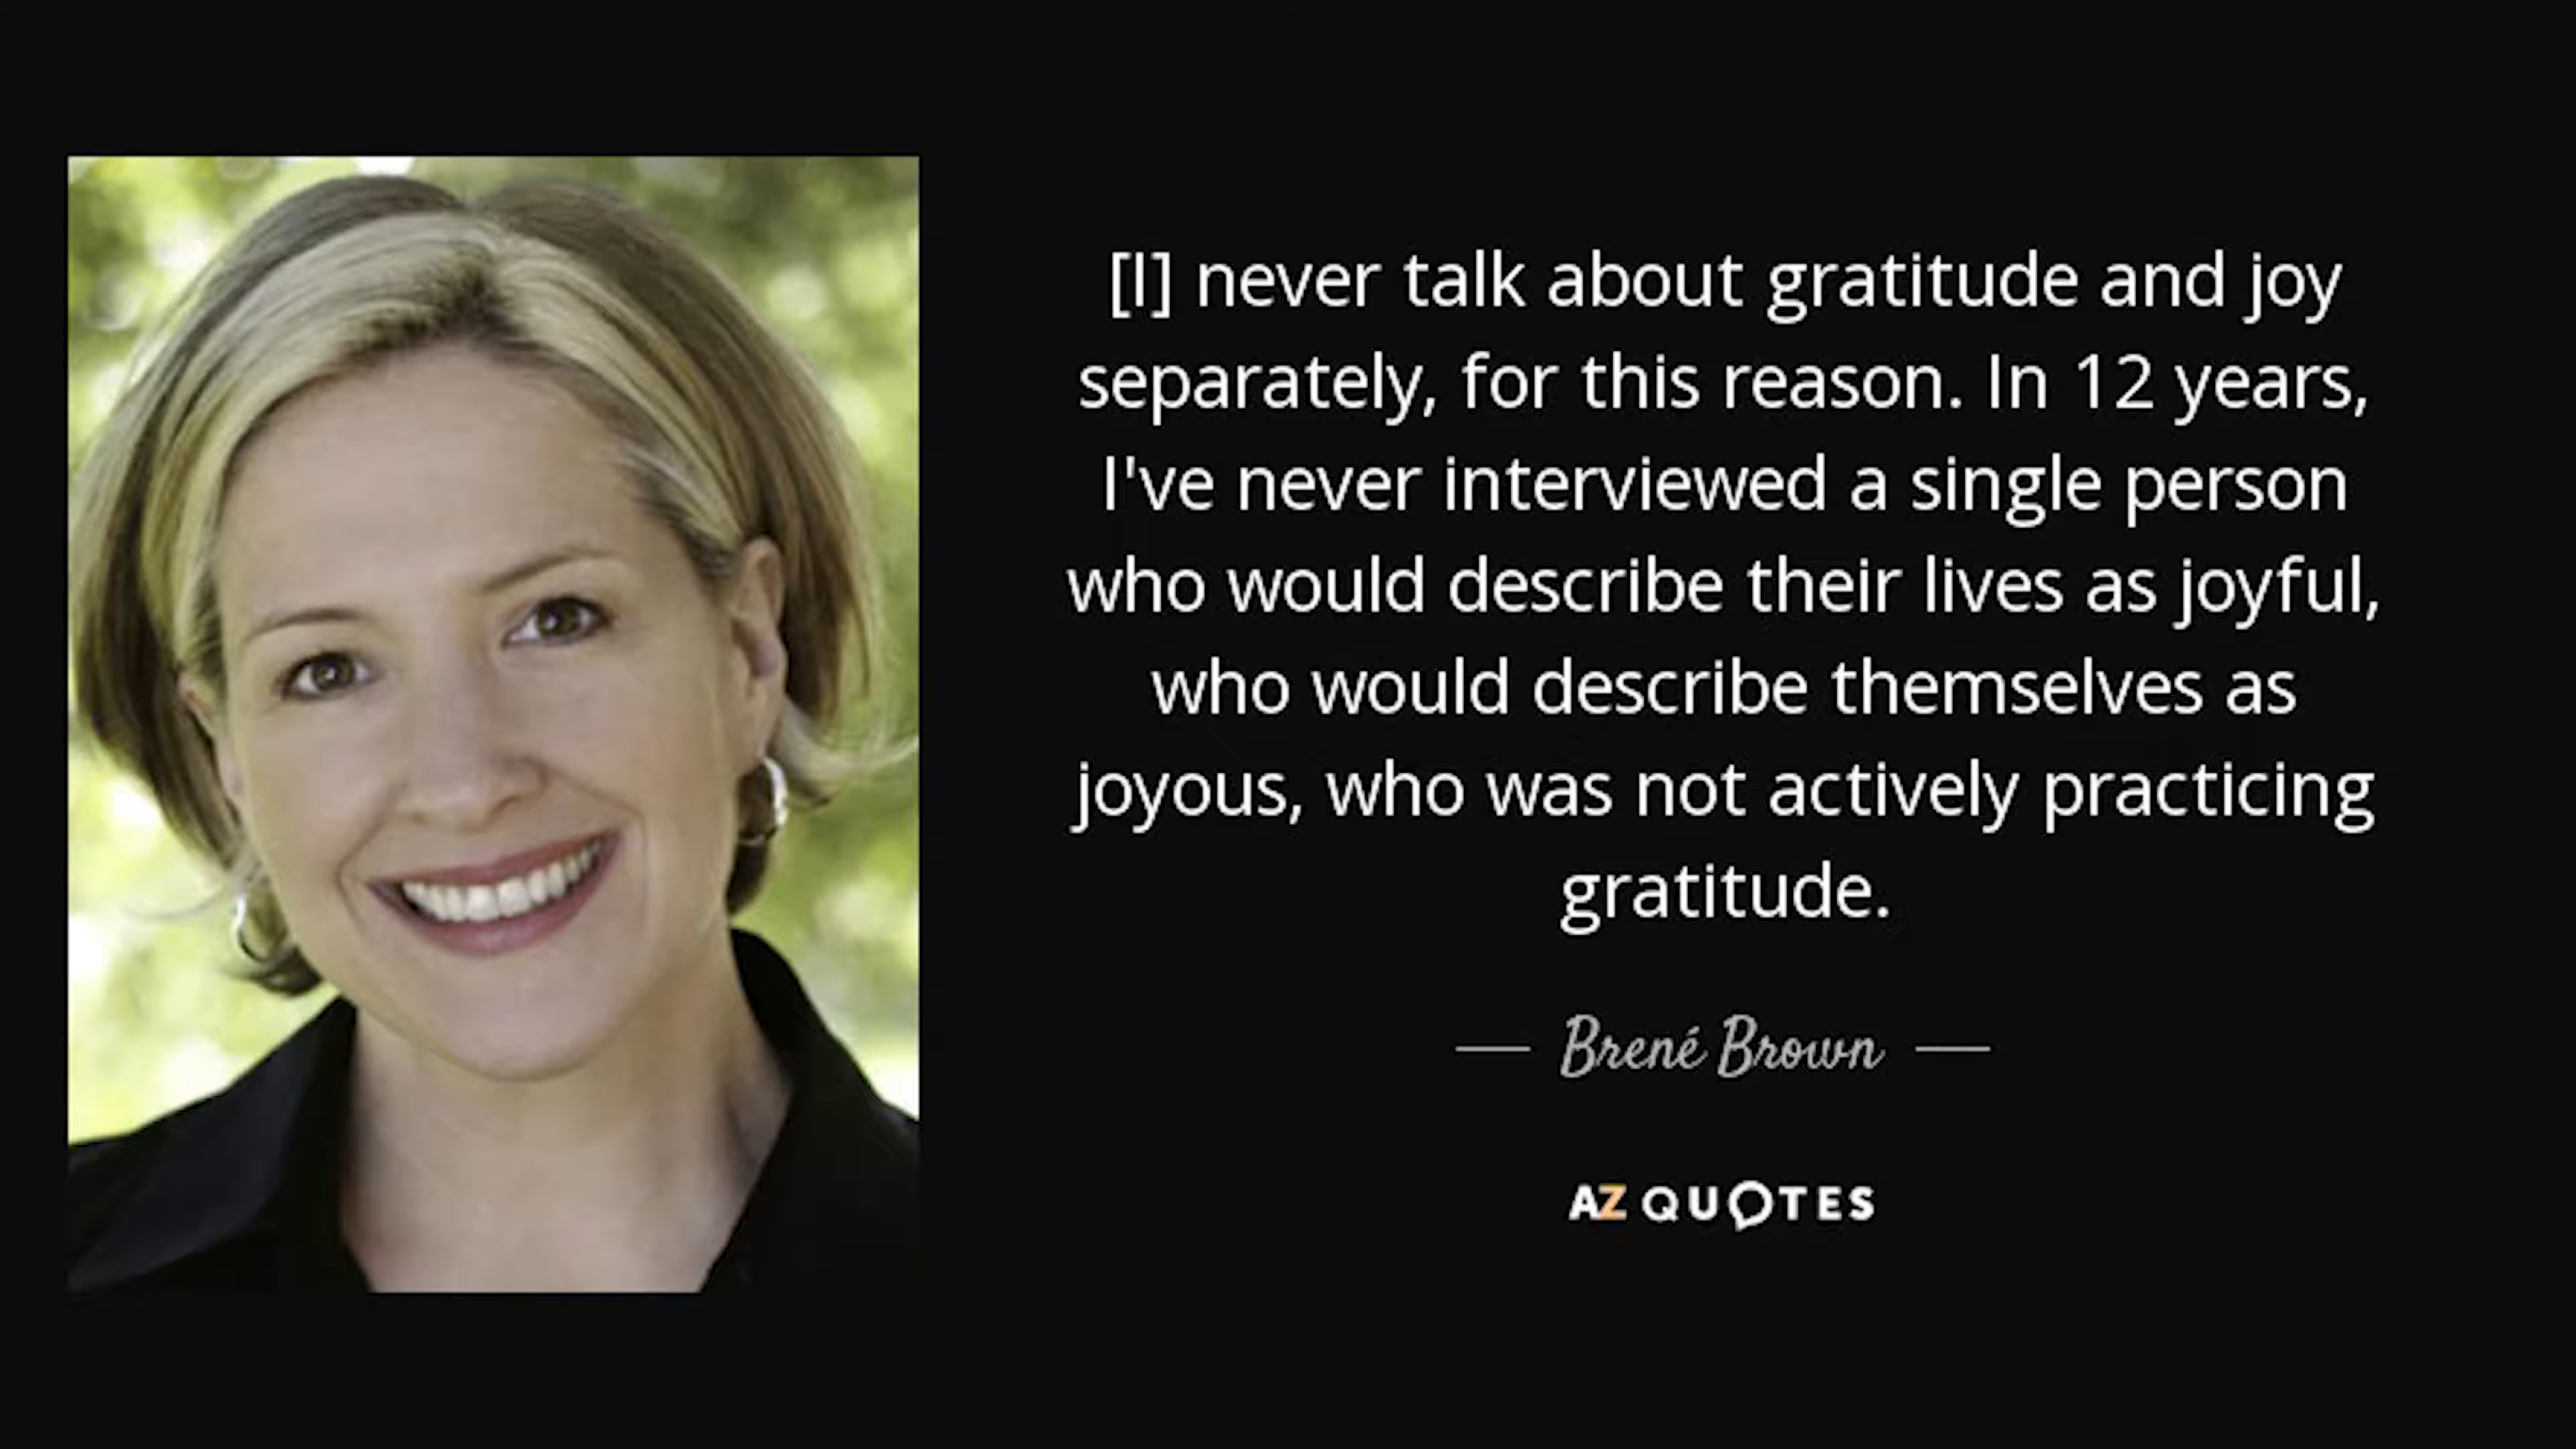 [I] never talk about gratitude and joy
separately, for this reason. In 12 years,
I've never interviewed a single person
who would describe their lives as joyful,
who would describe themselves as
joyous, who was not actively practicing
gratitude.
Brené Brown
AZ QUOTES